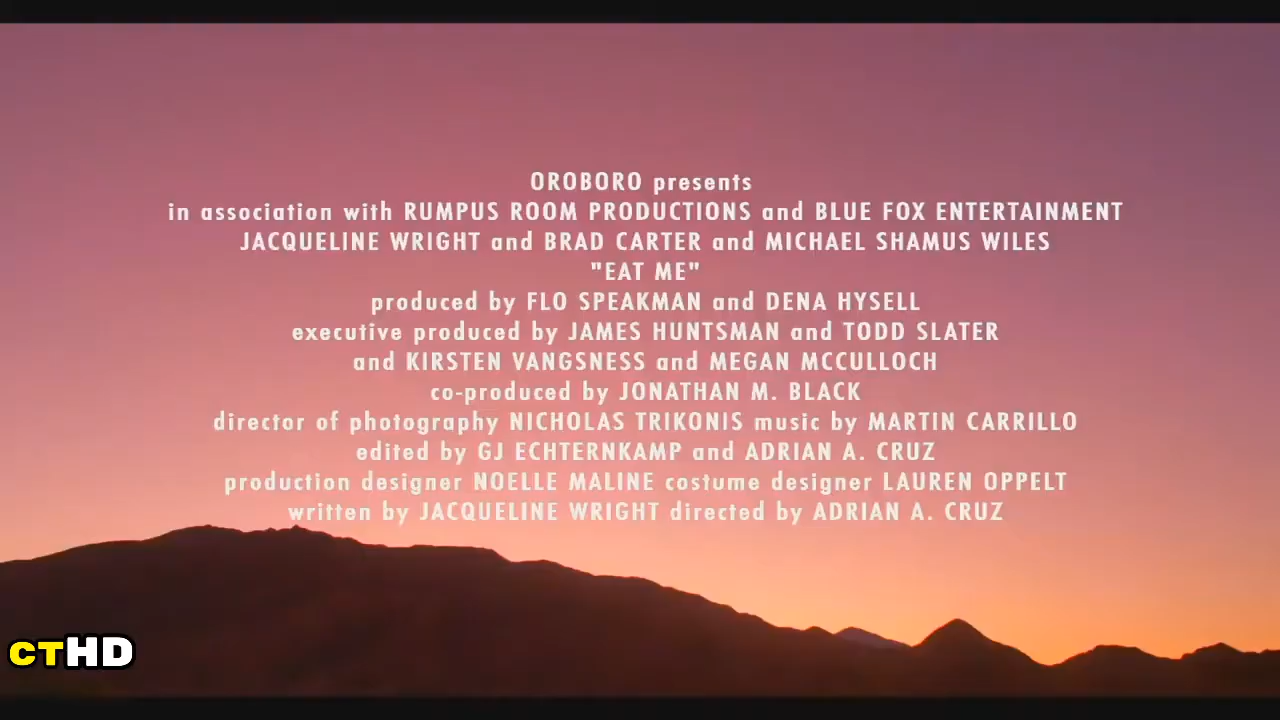 OROBORO presents
in association with RUMPUS ROOM PRODUCTIONS and BLUE FOX ENTERTAINMENT
JACQUELINE WRIGHT and BRAD CARTER and MICHAEL SHAMUS WILES
"EAT ME"
produced by FLO SPEAKMAN and DENA HYSELL
executive produced by JAMES HUNTSMAN and TODD SLATER
and KIRSTEN VANGSNESS and MEGAN MCCULLOCH
co-produced by JONATHAN M. BLACK
director of photography NICHOLAS TRIKONIS music by MARTIN CARRILLO
edited by GJ ECHTERNKAMP and ADRIAN A. CRUZ
production designer NOELLE MALINE costume designer LAUREN OPPELT
written by JACQUELINE WRIGHT directed by ADRIAN A. CRUZ
CTHD